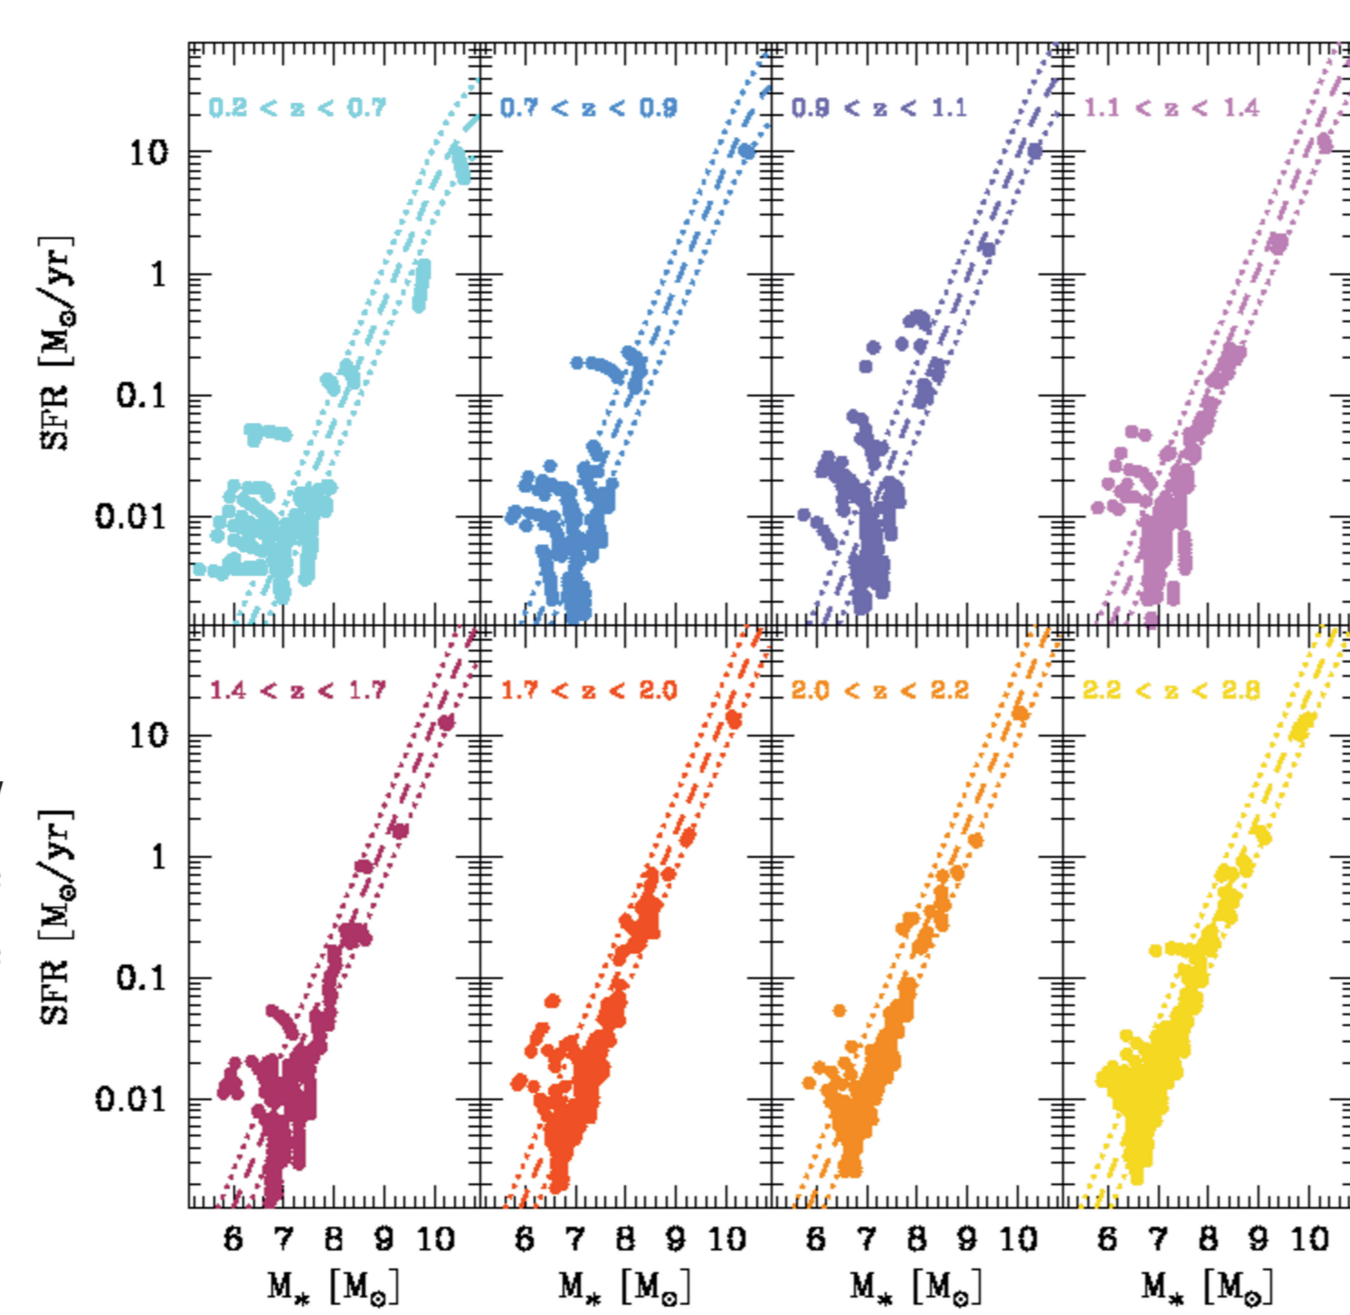 0.2 < z < 0.7
0.7 < z < 0.9
0.9 < z < 1.1
1.1 < z < 1.4
10
1
0.1
0.01
SFR [M⊙/yr]
1.4 < z < 1.7
1.7 < z < 2.0
2.0 < z < 2.2
2.2 < z < 2.8
10
1
0.1
0.01
SFR [M⊙/yr]
6 7 8 9 10
6 7 8 9 10
6 7 8 9 10
6 7 8 9 10
M* [M⊙]
M* [M⊙]
M* [M⊙]
M* [M⊙]